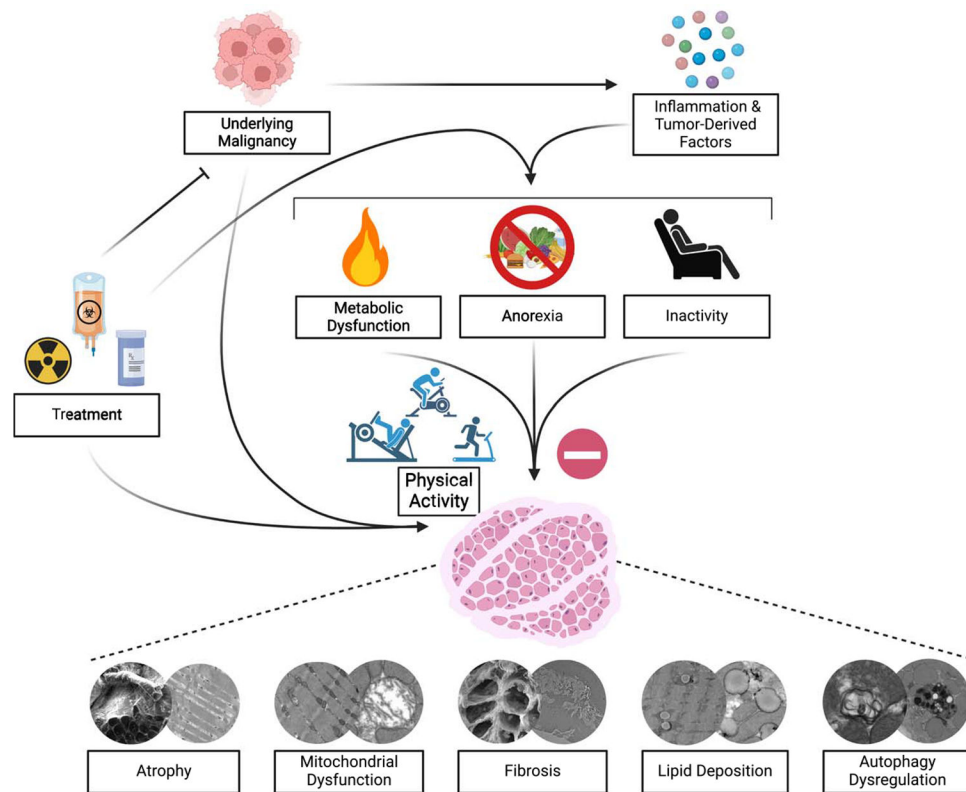 Underlying
Malignancy
Inflammation &
Tumor-Derived
Factors
Metabolic
Dysfunction
Anorexia
Inactivity
Treatment
Physical
Activity
Atrophy
Mitochondrial
Dysfunction
Fibrosis
Lipid Deposition
Autophagy
Dysregulation